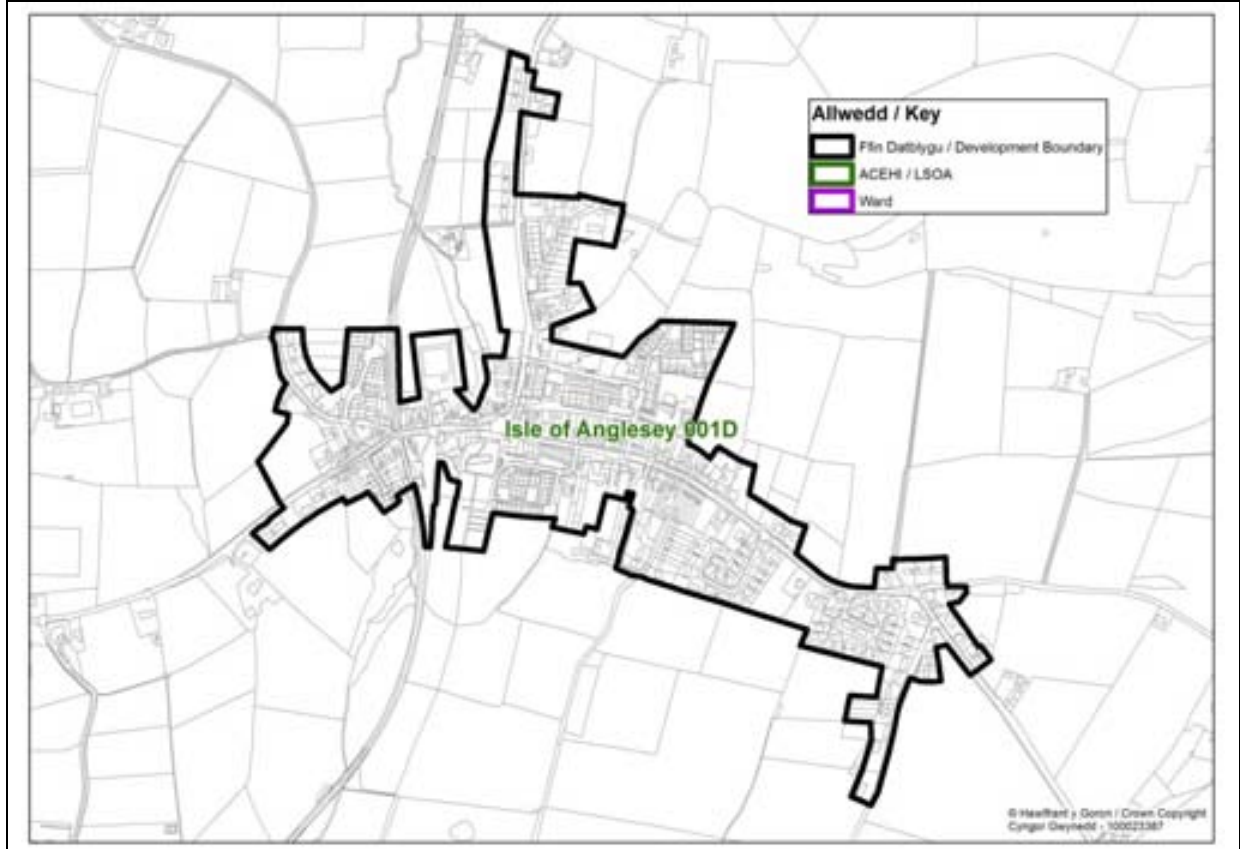 Allwedd / Key
Ffin Datblygu / Development Boundary
ACEHI / LSOA
Ward
Isle of Anglesey 001D
© Hawlfraint y Goron / Crown Copyright
Cyngor Gwynedd - 100023387